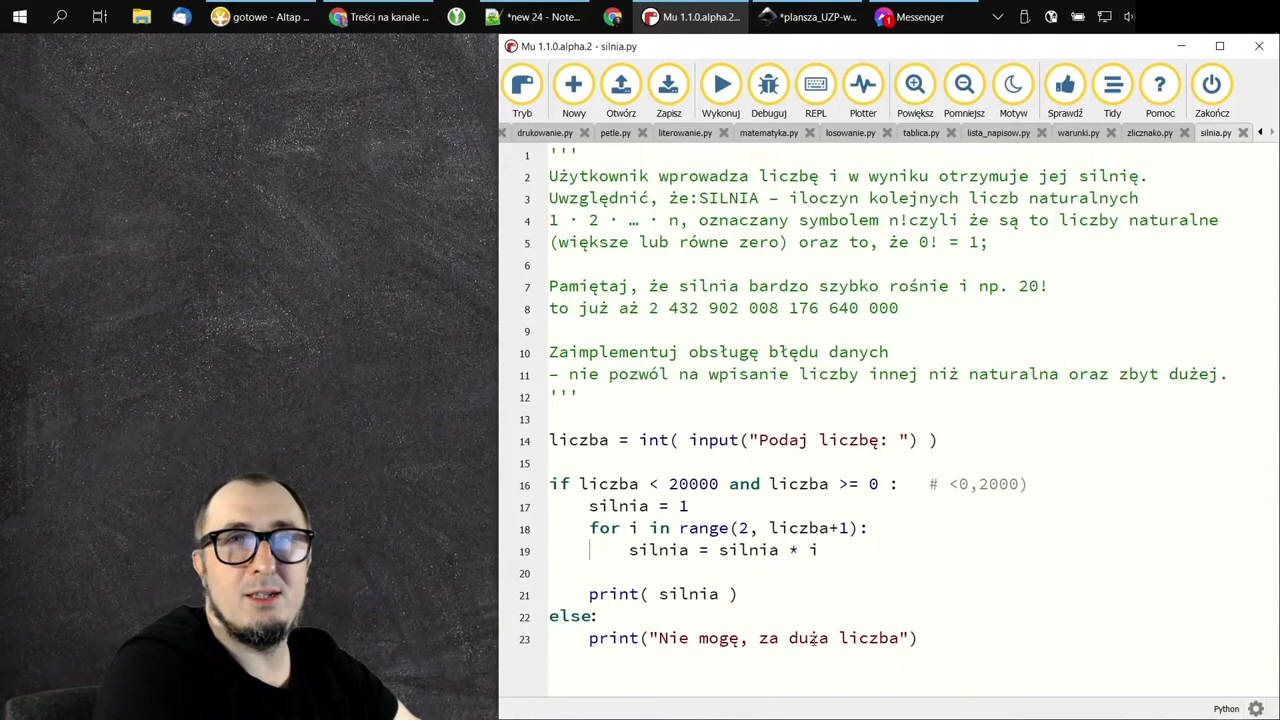 gotowe - Altap ...
Treści na kanale ...
*new 24 - Note...
Mu 1.1.0.alpha.2...
*plansza_UZP-w...
1 Messenger
Mu 1.1.0.alpha.2 - silnia.py
Tryb Nowy Otwórz Zapisz Wykonuj Debuguj REPL Plotter Powiększ Pomniejsz Motyw Sprawdź Tidy Pomoc Zakończ
drukowanie.py petle.py literowanie.py matematyka.py losowanie.py tablica.py lista_napisow.py warunki.py zlicznako.py silnia.py
1 '''
2 Użytkownik wprowadza liczbę i w wyniku otrzymuje jej silnię.
3 Uwzględnić, że:SILNIA – iloczyn kolejnych liczb naturalnych
4 1 · 2 · … · n, oznaczany symbolem n!czyli że są to liczby naturalne
5 (większe lub równe zero) oraz to, że 0! = 1;
6
7 Pamiętaj, że silnia bardzo szybko rośnie i np. 20!
8 to już aż 2 432 902 008 176 640 000
9
10 Zaimplementuj obsługę błędu danych
11 – nie pozwól na wpisanie liczby innej niż naturalna oraz zbyt dużej.
12 '''
13
14 liczba = int( input("Podaj liczbę: ") )
15
16 if liczba < 20000 and liczba >= 0 : # <0,2000)
17 silnia = 1
18 for i in range(2, liczba+1):
19 silnia = silnia * i
20
21 print( silnia )
22 else:
23 print("Nie mogę, za duża liczba")
Python